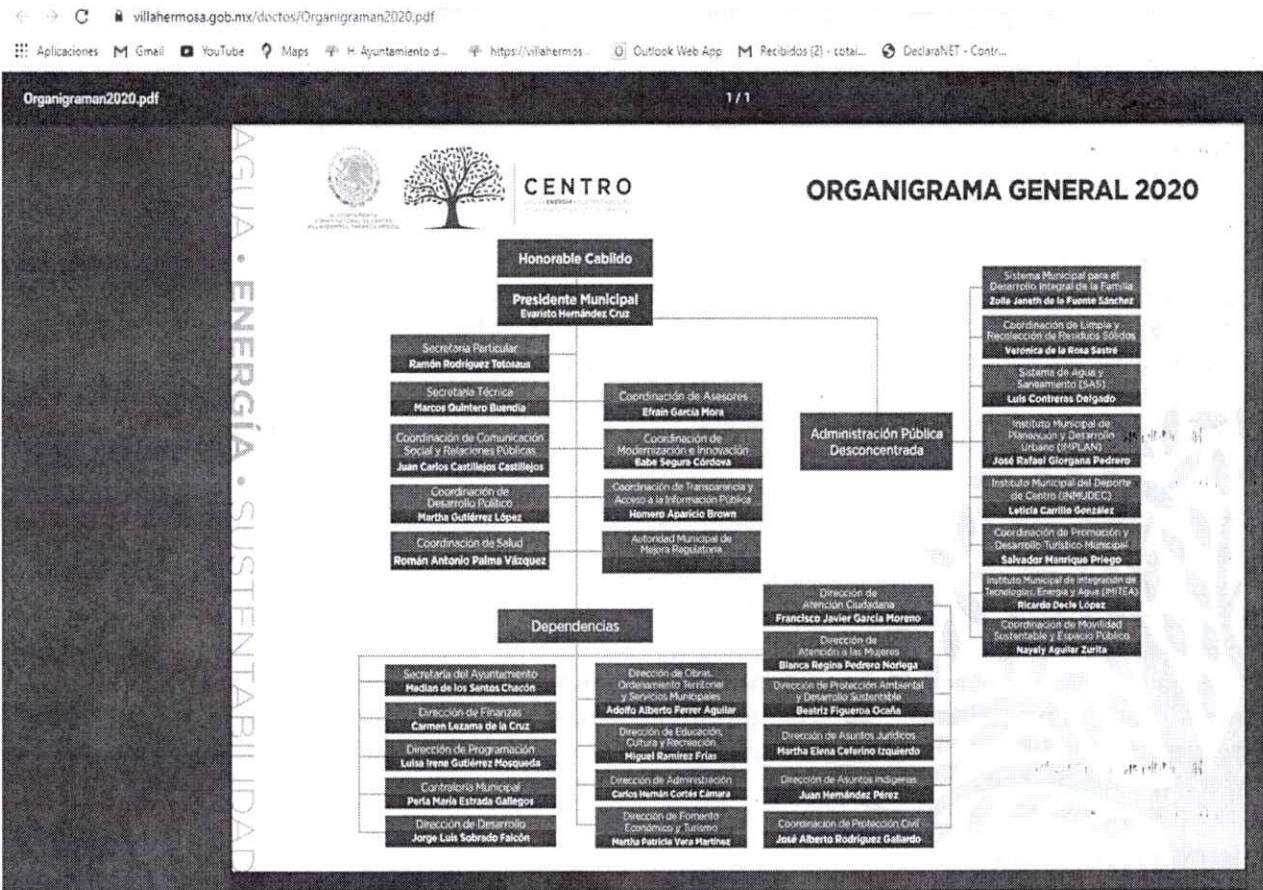 villahermosa.gob.mx/doctos/Organigraman2020.pdf
Aplicaciones Gmail YouTube Maps H. Ayuntamiento d... https://villahermos... Outlook Web App Recibidos (2) - cotai... DeclaraNET - Contr...
Organigraman2020.pdf
1 / 1
AGUA • ENERGÍA • SUSTENTABILIDAD
CENTRO
ORGANIGRAMA GENERAL 2020
Honorable Cabildo
Presidente Municipal
Evaristo Hernández Cruz
Secretaría Particular
Ramón Rodríguez Totosaus
Secretaría Técnica
Marcos Quintero Buendía
Coordinación de Comunicación
Social y Relaciones Públicas
Juan Carlos Castillejos Castillejos
Coordinación de
Desarrollo Político
Martha Gutiérrez López
Coordinación de Salud
Román Antonio Palma Vázquez
Coordinación de Asesores
Efraín García Mora
Coordinación de
Modernización e Innovación
Babe Segura Córdova
Coordinación de Transparencia y
Acceso a la Información Pública
Homero Aparicio Brown
Autoridad Municipal de
Mejora Regulatoria
Administración Pública
Desconcentrada
Sistema Municipal para el
Desarrollo Integral de la Familia
Zoila Janeth de la Fuente Sánchez
Coordinación de Limpia y
Recolección de Residuos Sólidos
Verónica de la Rosa Sastré
Sistema de Agua y
Saneamiento (SAS)
Luis Contreras Delgado
Instituto Municipal de
Planeación y Desarrollo
Urbano (IMPLAN)
José Rafael Giorgana Pedrero
Instituto Municipal del Deporte
de Centro (INMUDEC)
Leticia Carrillo González
Coordinación de Promoción y
Desarrollo Turístico Municipal
Salvador Manrique Priego
Instituto Municipal de Integración de
Tecnologías, Energía y Agua (IMITEA)
Ricardo Decle López
Coordinación de Movilidad
Sustentable y Espacio Público
Nayely Aguilar Zurita
Dependencias
Secretaría del Ayuntamiento
Madian de los Santos Chacón
Dirección de Finanzas
Carmen Lezama de la Cruz
Dirección de Programación
Luisa Irene Gutiérrez Mosqueda
Contraloría Municipal
Perla María Estrada Gallegos
Dirección de Desarrollo
Jorge Luis Sobrado Falcón
Dirección de Obras,
Ordenamiento Territorial
y Servicios Municipales
Adolfo Alberto Ferrer Aguilar
Dirección de Educación,
Cultura y Recreación
Miguel Ramírez Frías
Dirección de Administración
Carlos Hernán Cortés Cámara
Dirección de Fomento
Económico y Turismo
Martha Patricia Vera Martínez
Dirección de
Atención Ciudadana
Francisco Javier García Moreno
Dirección de
Atención a las Mujeres
Blanca Regina Pedrero Noriega
Dirección de Protección Ambiental
y Desarrollo Sustentable
Beatriz Figueroa Ocaña
Dirección de Asuntos Jurídicos
Martha Elena Ceferino Izquierdo
Dirección de Asuntos Indígenas
Juan Hernández Pérez
Coordinación de Protección Civil
José Alberto Rodríguez Gallardo